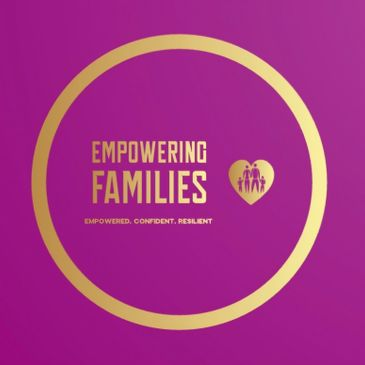 EMPOWERING
FAMILIES
EMPOWERED. CONFIDENT. RESILIENT